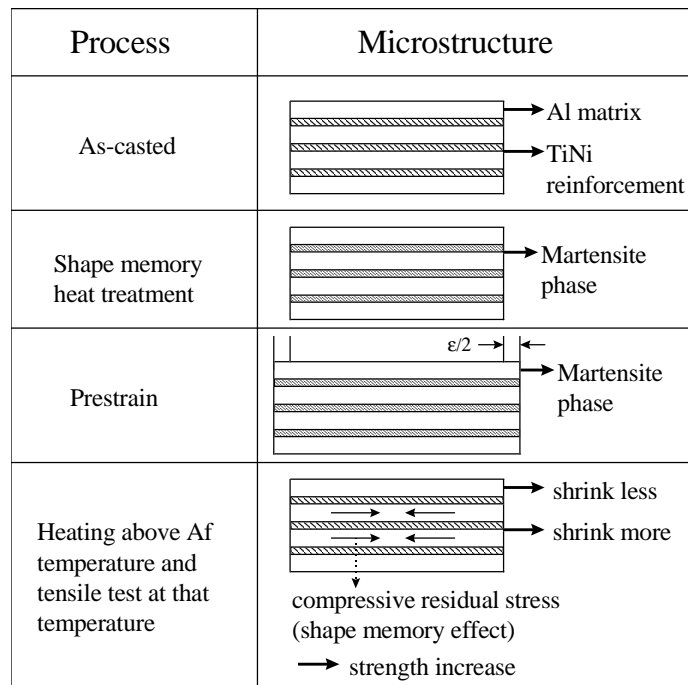 Process
Microstructure
As-casted
Al matrix
TiNi
reinforcement
Shape memory
heat treatment
Martensite
phase
Prestrain
ε/2
Martensite
phase
Heating above Af
temperature and
tensile test at that
temperature
shrink less
shrink more
compressive residual stress
(shape memory effect)
strength increase